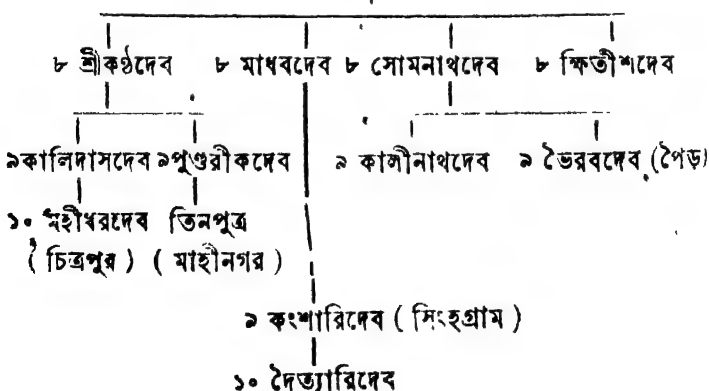 ৮ শ্রীকণ্ঠদেব ৮ মাধবদেব ৮ সোমনাথদেব ৮ ক্ষিতীশদেব
৯কালিদাসদেব ৯পুণ্ডরীকদেব ৯ কালীনাথদেব ৯ ভৈরবদেব (পৈড়)
১০ মহীধরদেব তিনপুত্র
( চিত্রপুর ) ( মাহীনগর )
৯ কংশারিদেব ( সিংহগ্রাম )
১০ দৈত্যারিদেব